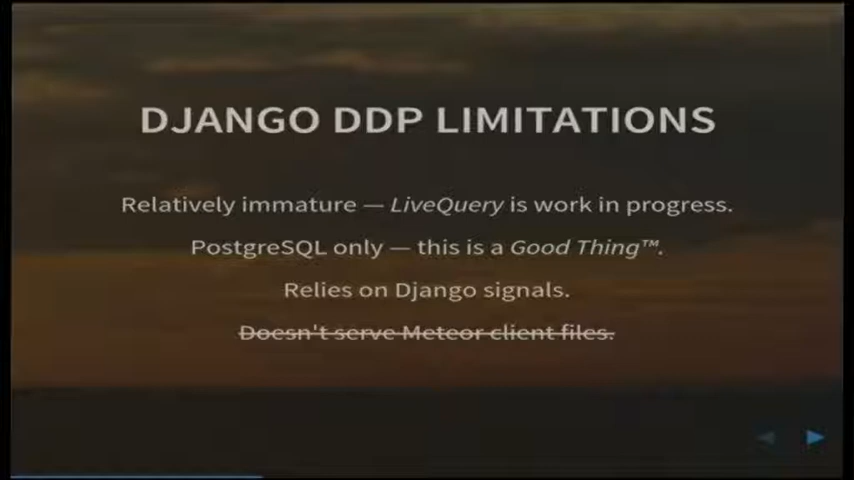 DJANGO DDP LIMITATIONS
Relatively immature — LiveQuery is work in progress.
PostgreSQL only — this is a Good Thing™.
Relies on Django signals.
Doesn't serve Meteor client files.